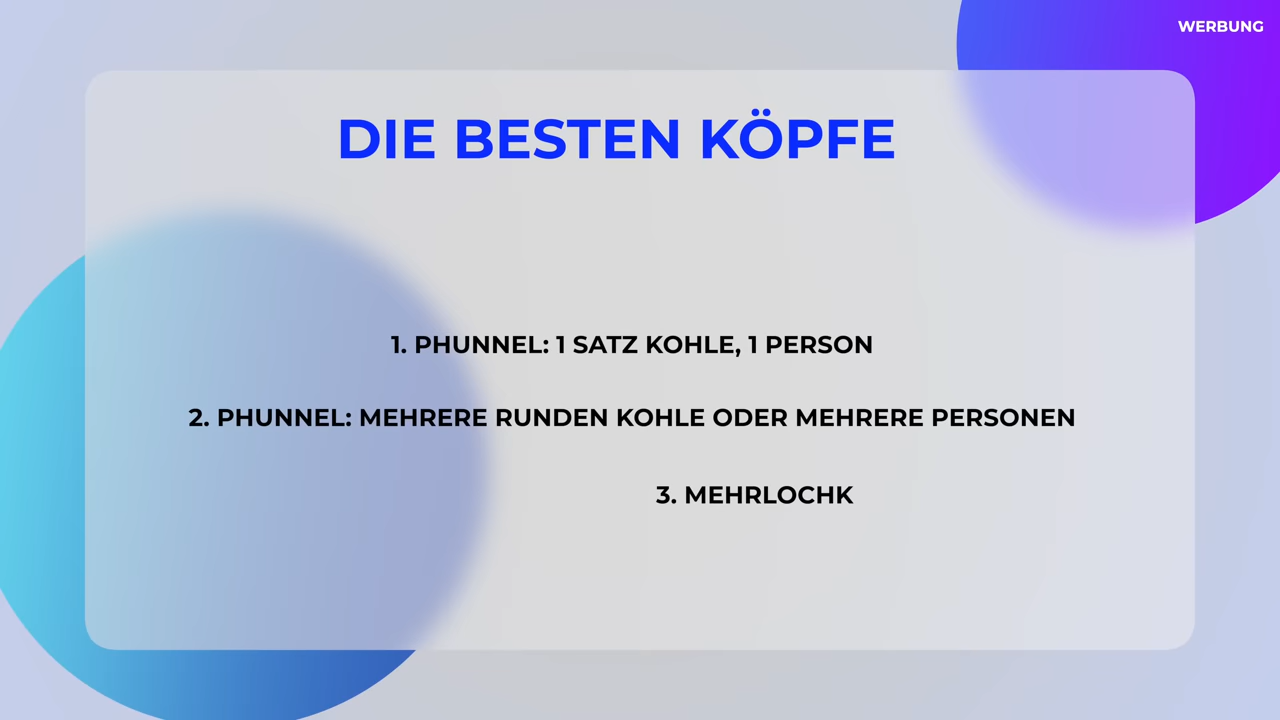 WERBUNG
DIE BESTEN KÖPFE
1. PHUNNEL: 1 SATZ KOHLE, 1 PERSON
2. PHUNNEL: MEHRERE RUNDEN KOHLE ODER MEHRERE PERSONEN
3. MEHRLOCHK